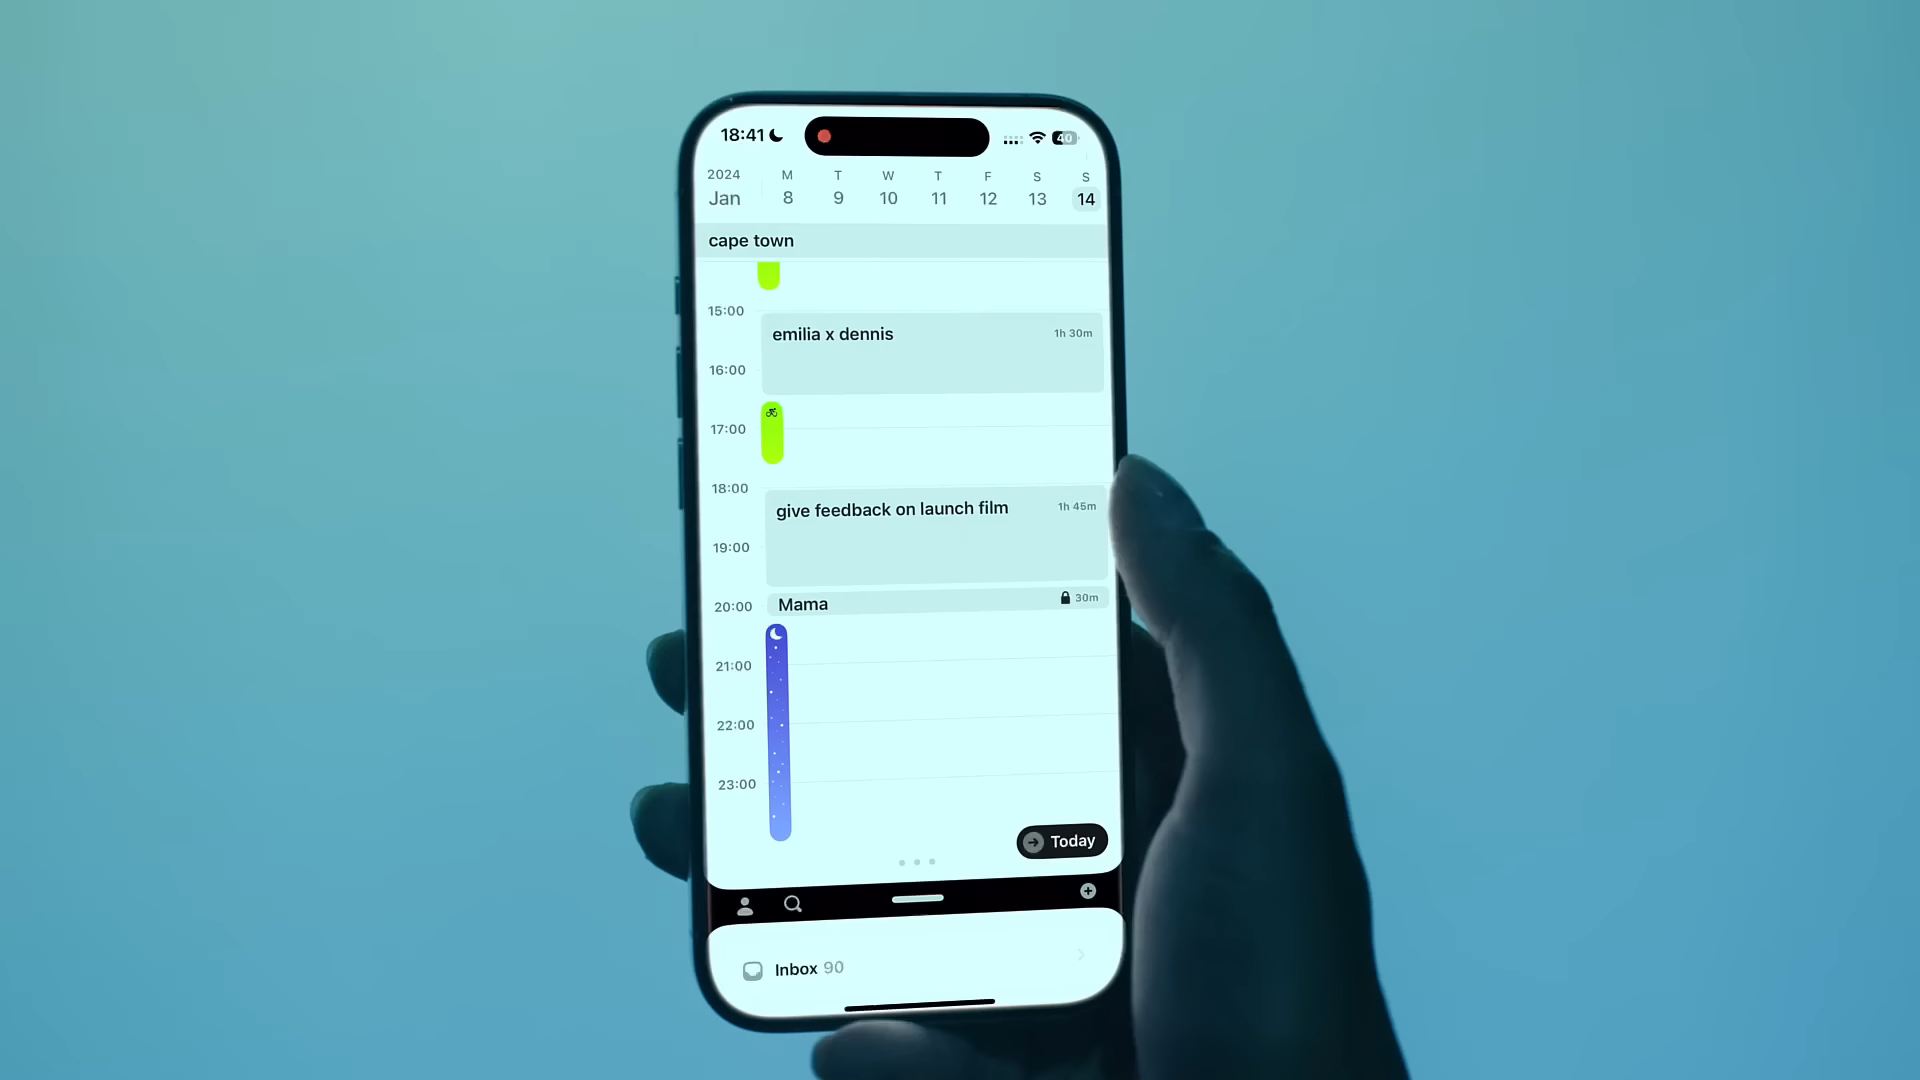 18:41 40
2024 M T W T F S S
Jan 8 9 10 11 12 13 14
cape town
15:00
emilia x dennis 1h 30m
16:00
17:00
18:00
give feedback on launch film 1h 45m
19:00
20:00 Mama 30m
21:00
22:00
23:00
Today
Inbox 90